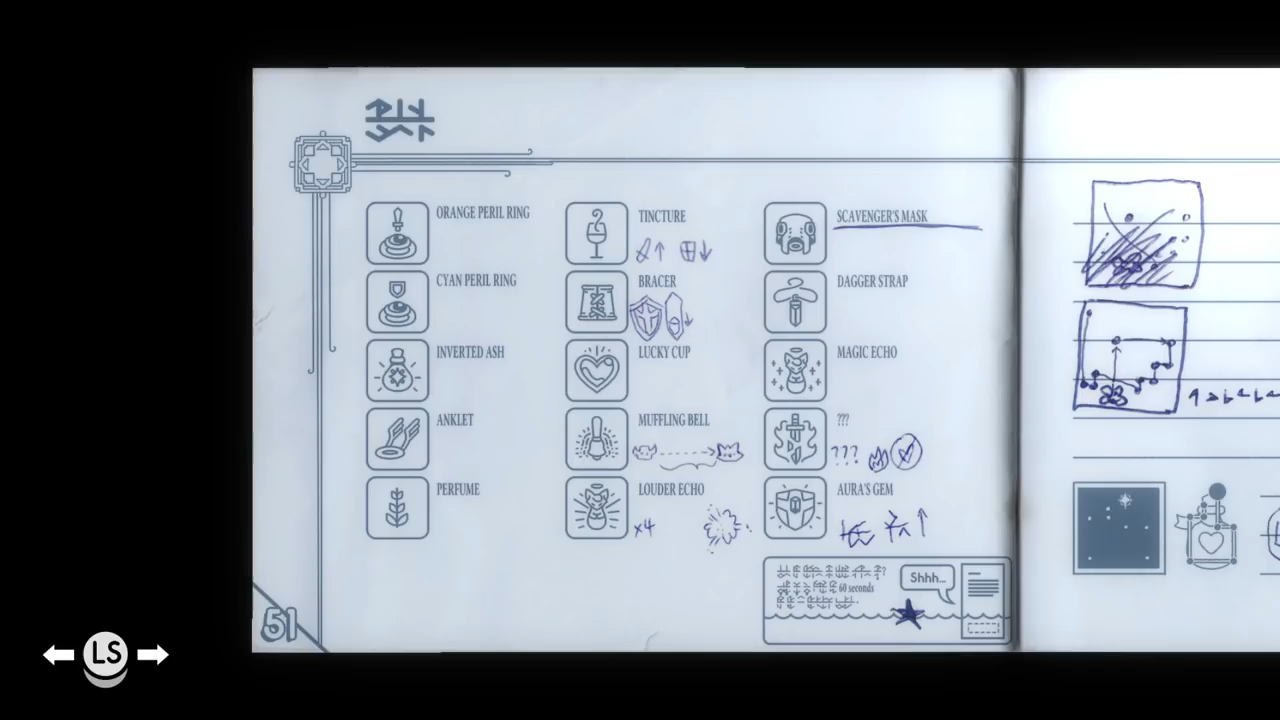 ORANGE PERIL RING
CYAN PERIL RING
INVERTED ASH
ANKLET
PERFUME
TINCTURE
BRACER
LUCKY CUP
MUFFLING BELL
LOUDER ECHO
x4
SCAVENGER'S MASK
DAGGER STRAP
MAGIC ECHO
???
???
AURA'S GEM
60 seconds
Shhh...
51
LS